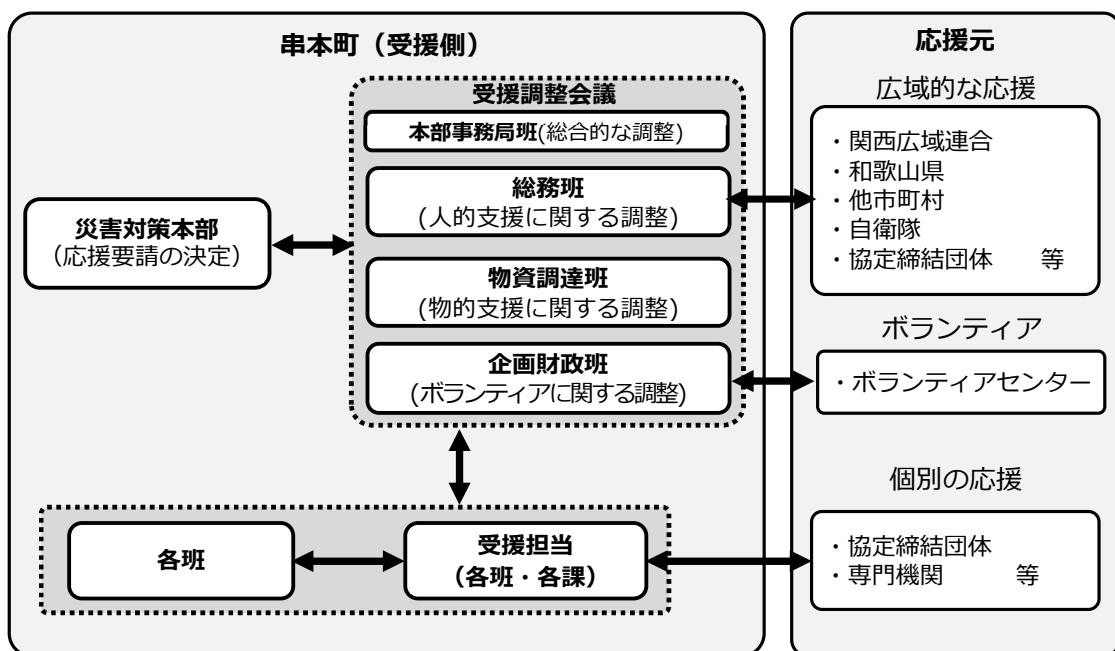 串本町（受援側）
受援調整会議
本部事務局班(総合的な調整)
総務班
(人的支援に関する調整)
物資調達班
(物的支援に関する調整)
企画財政班
(ボランティアに関する調整)
災害対策本部
（応援要請の決定）
各班
受援担当
（各班・各課）
応援元
広域的な応援
・関西広域連合
・和歌山県
・他市町村
・自衛隊
・協定締結団体　　等
ボランティア
・ボランティアセンター
個別の応援
・協定締結団体
・専門機関　　　等